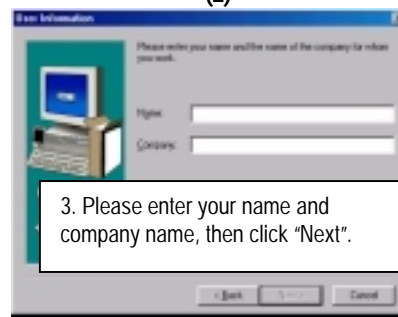 User Information
Please enter your name and the name of the company for whom
you work.
Name:
Company:
3. Please enter your name and
company name, then click "Next".
< Back
Cancel